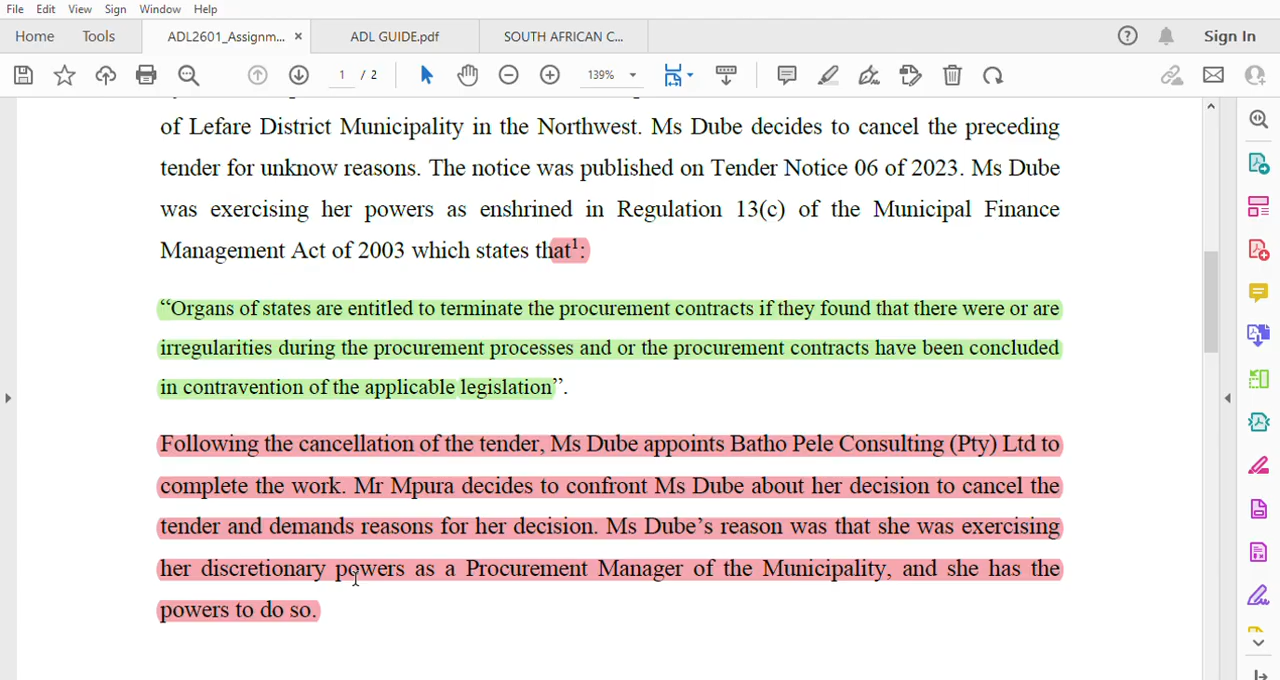 File Edit View Sign Window Help
Home Tools ADL2601_Assignm... × ADL GUIDE.pdf SOUTH AFRICAN C... Sign In
1 / 2 139%
of Lefare District Municipality in the Northwest. Ms Dube decides to cancel the preceding
tender for unknow reasons. The notice was published on Tender Notice 06 of 2023. Ms Dube
was exercising her powers as enshrined in Regulation 13(c) of the Municipal Finance
Management Act of 2003 which states that¹:
“Organs of states are entitled to terminate the procurement contracts if they found that there were or are
irregularities during the procurement processes and or the procurement contracts have been concluded
in contravention of the applicable legislation”.
Following the cancellation of the tender, Ms Dube appoints Batho Pele Consulting (Pty) Ltd to
complete the work. Mr Mpura decides to confront Ms Dube about her decision to cancel the
tender and demands reasons for her decision. Ms Dube’s reason was that she was exercising
her discretionary powers as a Procurement Manager of the Municipality, and she has the
powers to do so.